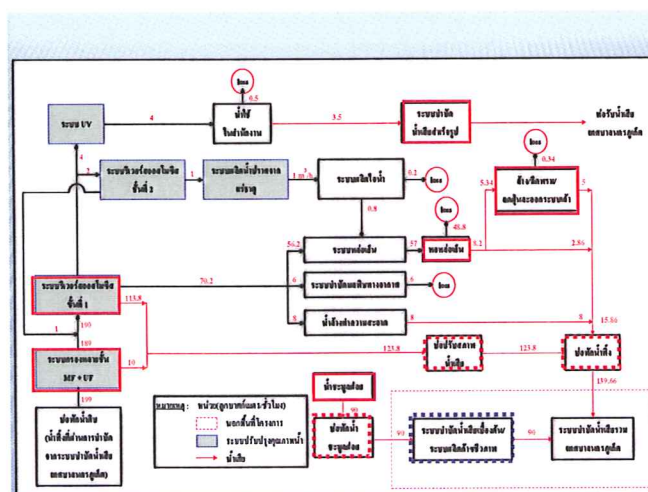 loss
0.5
ระบบ UV
4
น้ำใช้
ในสำนักงาน
3.5
ระบบบำบัด
น้ำเสียสำเร็จรูป
ท่อรับน้ำเสีย
เทศบาลนครภูเก็ต
4
2
ระบบรีเวอร์สออสโมซีส
ขั้นที่ 2
1
ระบบผลิตน้ำปราศจาก
แร่ธาตุ
1 m³/h
ระบบผลิตไอน้ำ
0.2
loss
loss
0.34
5.34
5
0.8
loss
48.8
56.2
ระบบหล่อเย็น
57
หอหล่อเย็น
8.2
2.86
70.2
ระบบรีเวอร์สออสโมซีส
ขั้นที่ 1
113.8
6
ระบบบำบัดมลพิษทางอากาศ
6
loss
8
น้ำล้างทำความสะอาด
8
15.86
1
190
189
ระบบกรองหลายชั้น
MF + UF
10
123.8
บ่อปรับสภาพ
น้ำเสีย
123.8
บ่อพักน้ำทิ้ง
199
139.66
บ่อพักน้ำดิบ
(น้ำทิ้งที่ผ่านการบำบัด
จากระบบบำบัดน้ำเสีย
เทศบาลนครภูเก็ต)
หมายเหตุ : หน่วย(ลูกบาศก์เมตร/ชั่วโมง)
นอกพื้นที่โครงการ
ระบบปรับปรุงคุณภาพน้ำ
น้ำเสีย
น้ำชะมูลฝอย
90
บ่อพักน้ำ
ชะมูลฝอย
90
ระบบบำบัดน้ำเสียเบื้องต้น/
ระบบผลิตก๊าซชีวภาพ
90
ระบบบำบัดน้ำเสียรวม
เทศบาลนครภูเก็ต